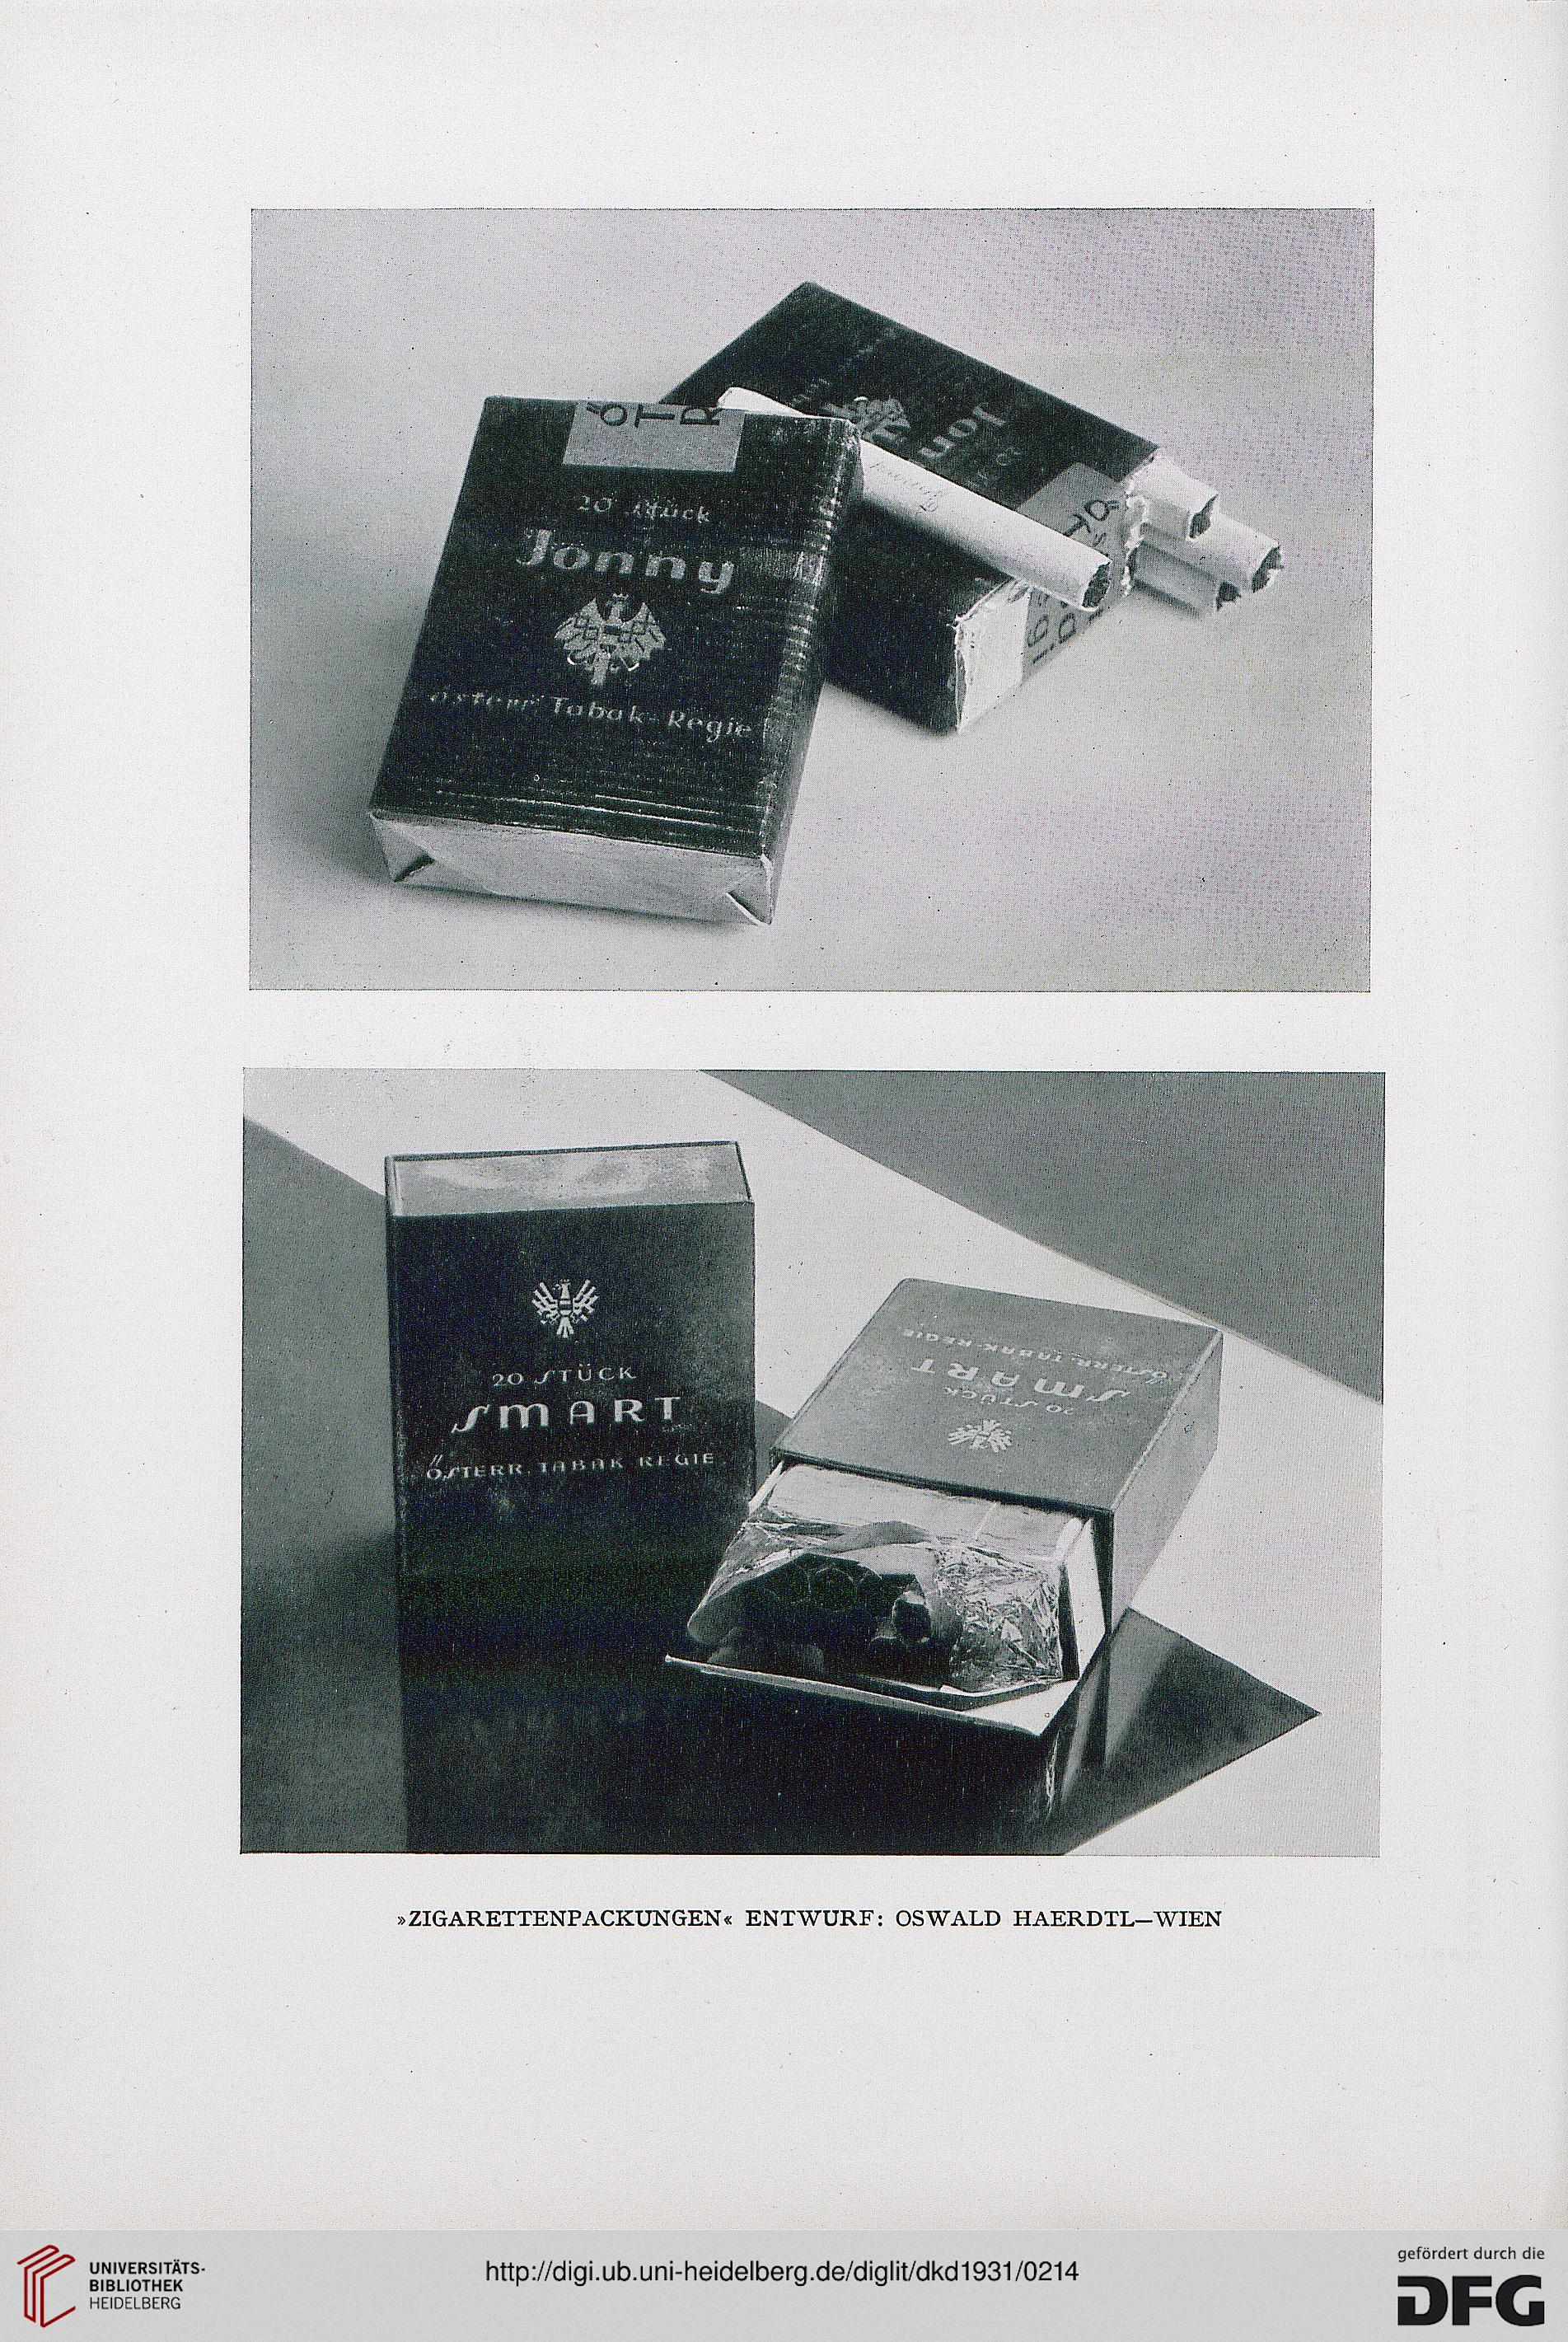 ÖTR
20 Stück
Jonny
österr. Tabak-Regie
Jon
20 STÜCK
SMART
ÖSTERR. TABAK REGIE
20 STÜCK
SMART
ÖSTERR. TABAK-REGIE
»ZIGARETTENPACKUNGEN« ENTWURF: OSWALD HAERDTL—WIEN
UNIVERSITÄTS-
BIBLIOTHEK
HEIDELBERG
http://digi.ub.uni-heidelberg.de/diglit/dkd1931/0214
gefördert durch die
DFG